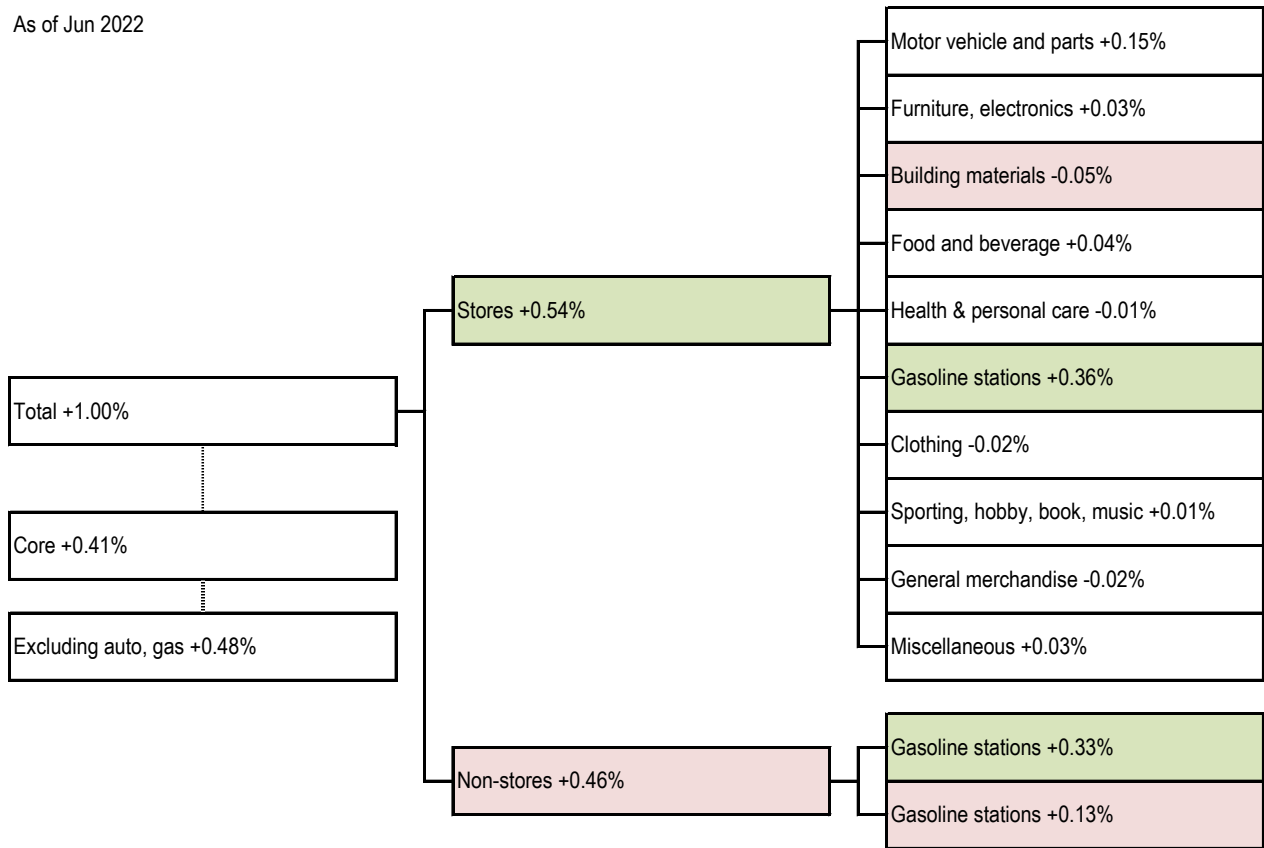 As of Jun 2022
Total +1.00%
Core +0.41%
Excluding auto, gas +0.48%
Stores +0.54%
Non-stores +0.46%
Motor vehicle and parts +0.15%
Furniture, electronics +0.03%
Building materials -0.05%
Food and beverage +0.04%
Health & personal care -0.01%
Gasoline stations +0.36%
Clothing -0.02%
Sporting, hobby, book, music +0.01%
General merchandise -0.02%
Miscellaneous +0.03%
Gasoline stations +0.33%
Gasoline stations +0.13%